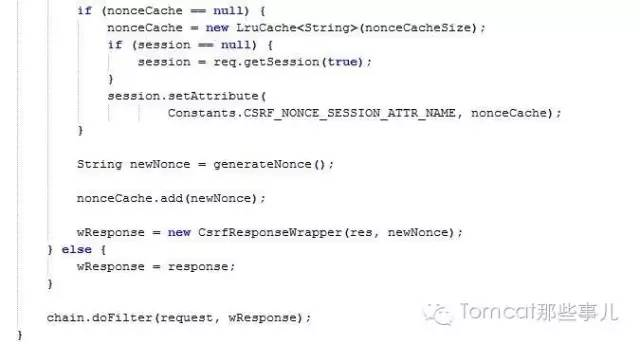 if (nonceCache == null) {
nonceCache = new LruCache<String>(nonceCacheSize);
if (session == null) {
session = req.getSession(true);
}
session.setAttribute(
Constants.CSRF_NONCE_SESSION_ATTR_NAME, nonceCache);
}
String newNonce = generateNonce();
nonceCache.add(newNonce);
wResponse = new CsrfResponseWrapper(res, newNonce);
} else {
wResponse = response;
}
chain.doFilter(request, wResponse);
}
Tomcat那些事儿